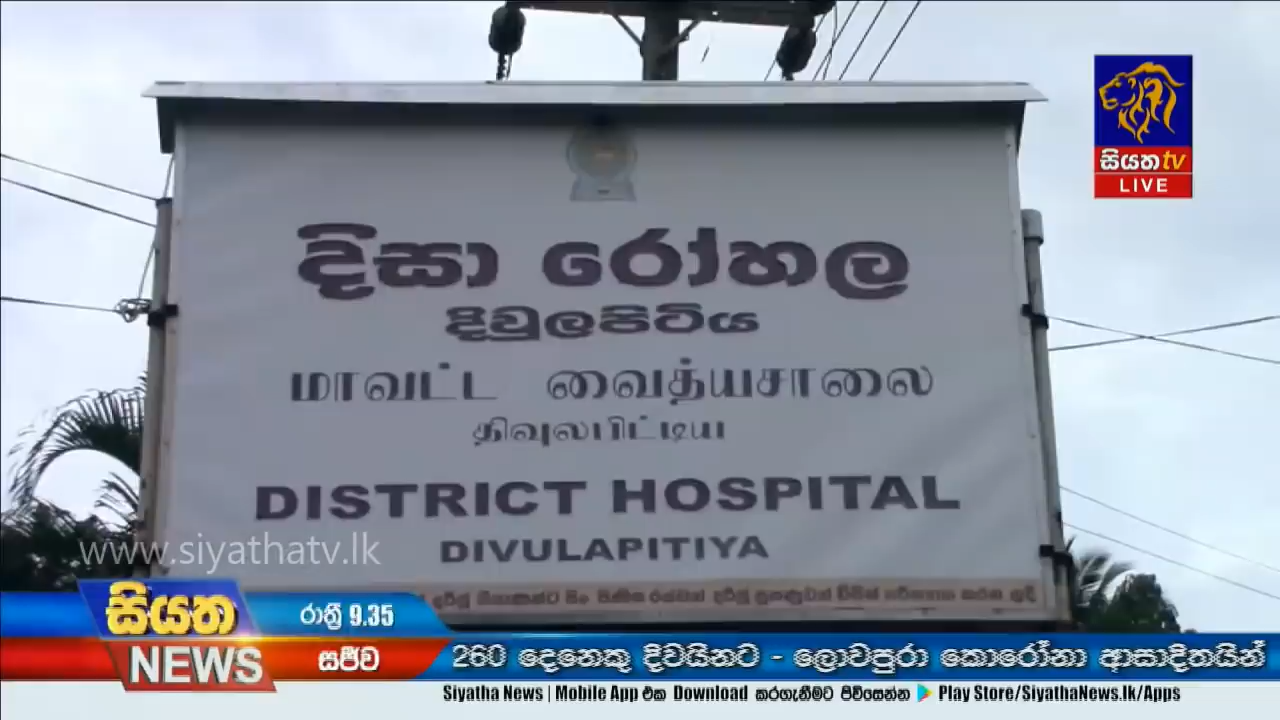 සියත tv
LIVE
දිසා රෝහල
දිවුලපිටිය
மாவட்ட வைத்யசாலை
திவுலபிட்டிய
DISTRICT HOSPITAL
DIVULAPITIYA
www.siyathatv.lk
සියත
NEWS
රාත්‍රී 9.35
සජීව
260 දෙනෙකු දිවයිනට - ලොවපුරා කොරෝනා ආසාදිතයින්
Siyatha News | Mobile App එක Download කරගැනීමට පිවිසෙන්න Play Store/SiyathaNews.lk/Apps